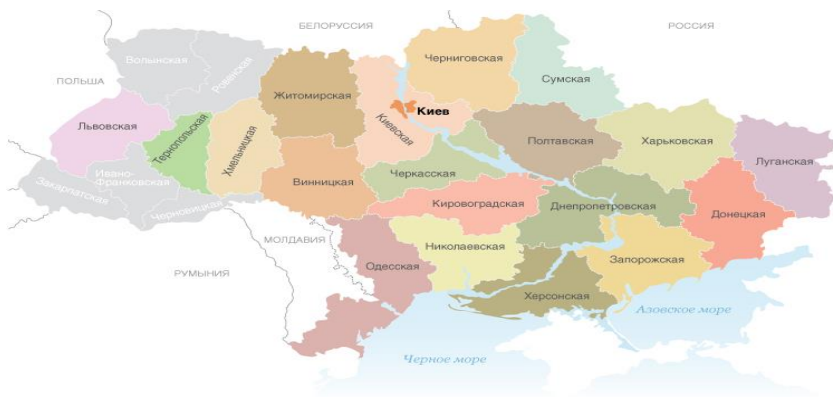 БЕЛОРУССИЯ
РОССИЯ
ПОЛЬША
Волынская
Ровенская
Черниговская
Сумская
Житомирская
Киев
Киевская
Львовская
Тернопольская
Хмельницкая
Полтавская
Харьковская
Луганская
Ивано-
Франковская
Закарпатская
Черновицкая
Винницкая
Черкасская
Кировоградская
Днепропетровская
Донецкая
МОЛДАВИЯ
РУМЫНИЯ
Одесская
Николаевская
Запорожская
Херсонская
Азовское море
Черное море